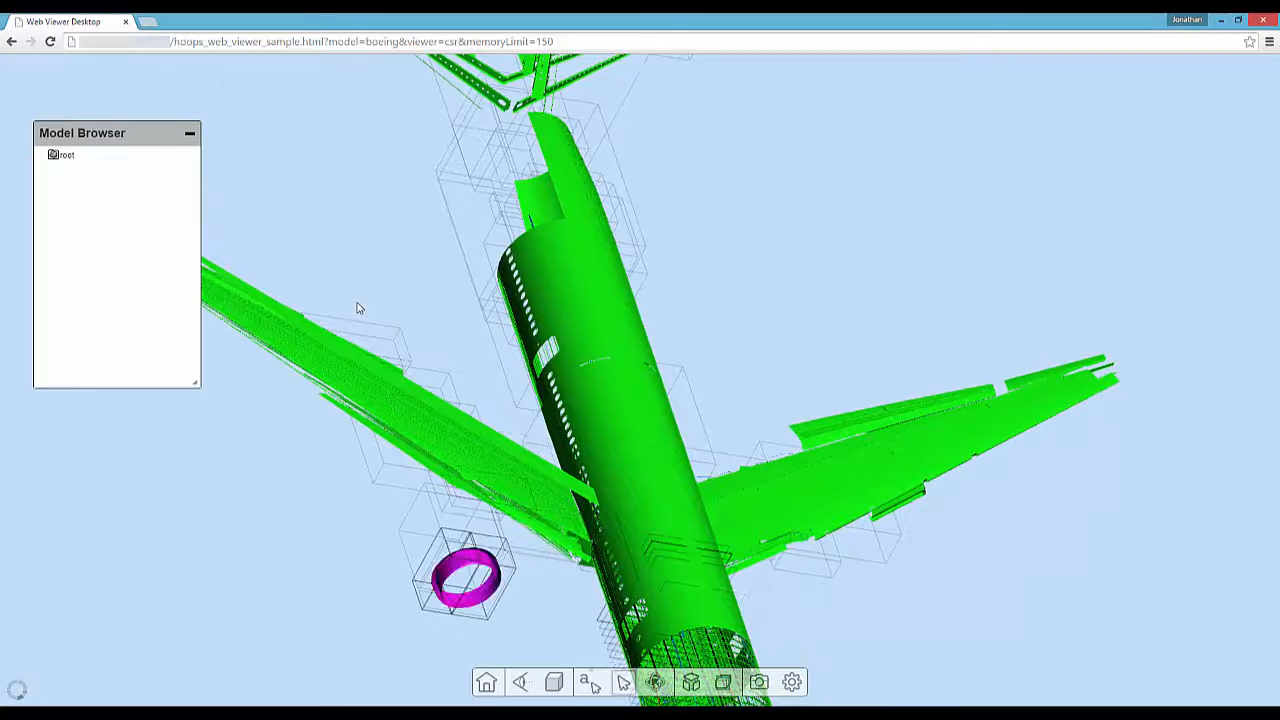 Web Viewer Desktop
Jonathan
/hoops_web_viewer_sample.html?model=boeing&viewer=csr&memoryLimit=150
Model Browser
root
a